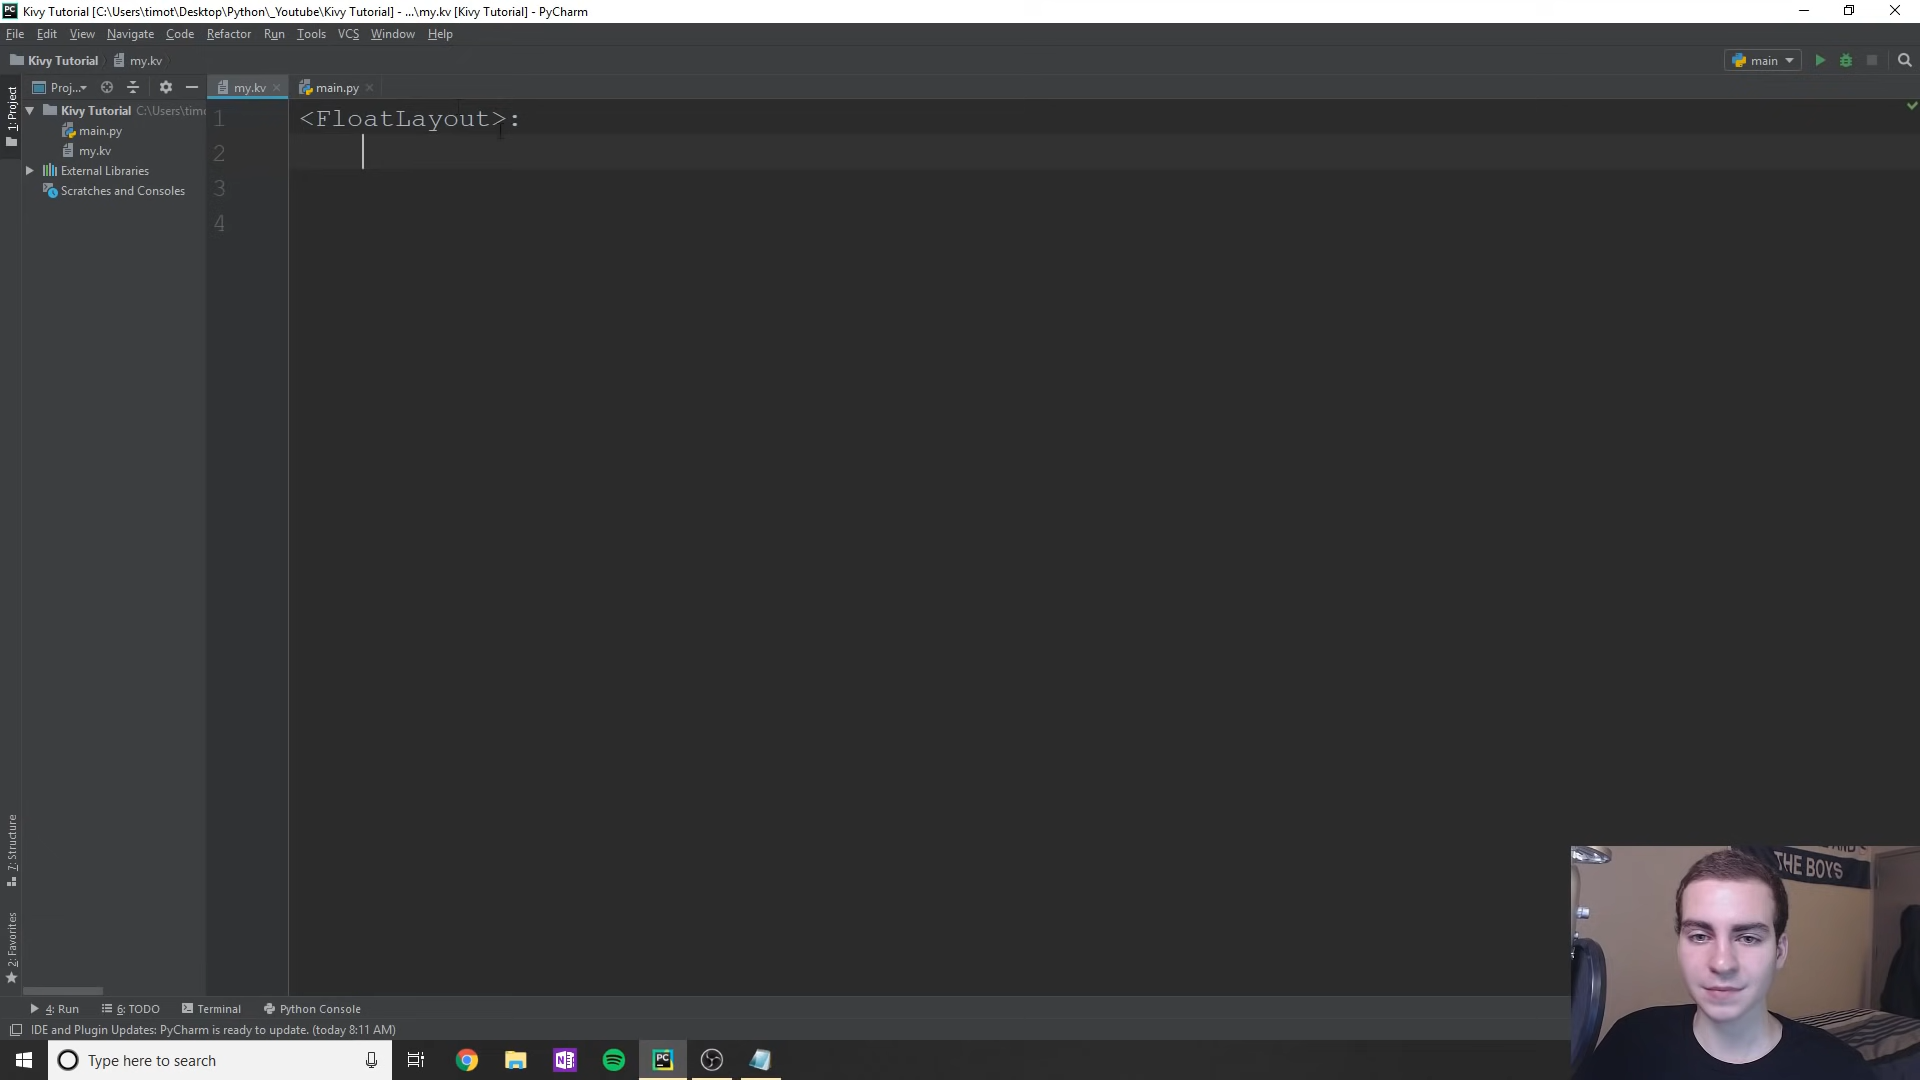 Kivy Tutorial [C:\Users\timot\Desktop\Python\_Youtube\Kivy Tutorial] - ...\my.kv [Kivy Tutorial] - PyCharm
File Edit View Navigate Code Refactor Run Tools VCS Window Help
Kivy Tutorial my.kv
main
1: Project
Proj...
my.kv
main.py
Kivy Tutorial C:\Users\timo
main.py
my.kv
External Libraries
Scratches and Consoles
1 <FloatLayout>:
2
3
4
7: Structure
2: Favorites
THE BOYS
4: Run 6: TODO Terminal Python Console
IDE and Plugin Updates: PyCharm is ready to update. (today 8:11 AM)
Type here to search